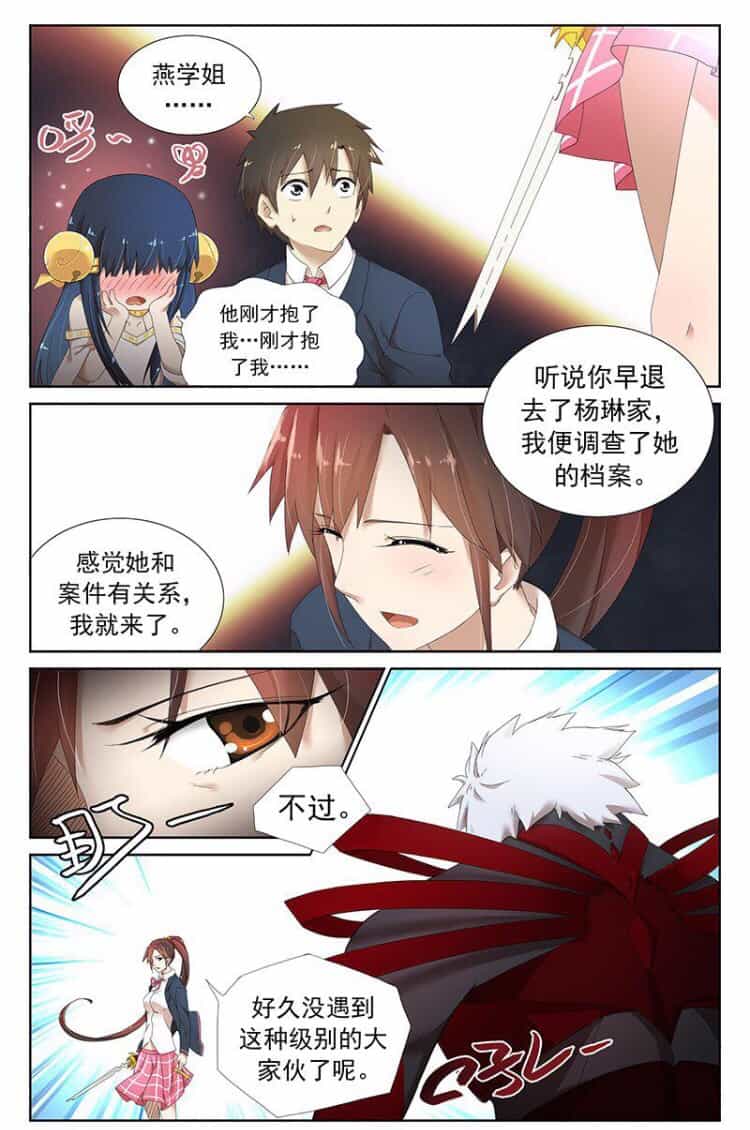 燕学姐
……
呼～
男
他刚才抱了
我…刚才抱
了我……
听说你早退
去了杨琳家，
我便调查了她
的档案。
感觉她和
案件有关系，
我就来了。
不过。
叮—
好久没遇到
这种级别的大
家伙了呢。